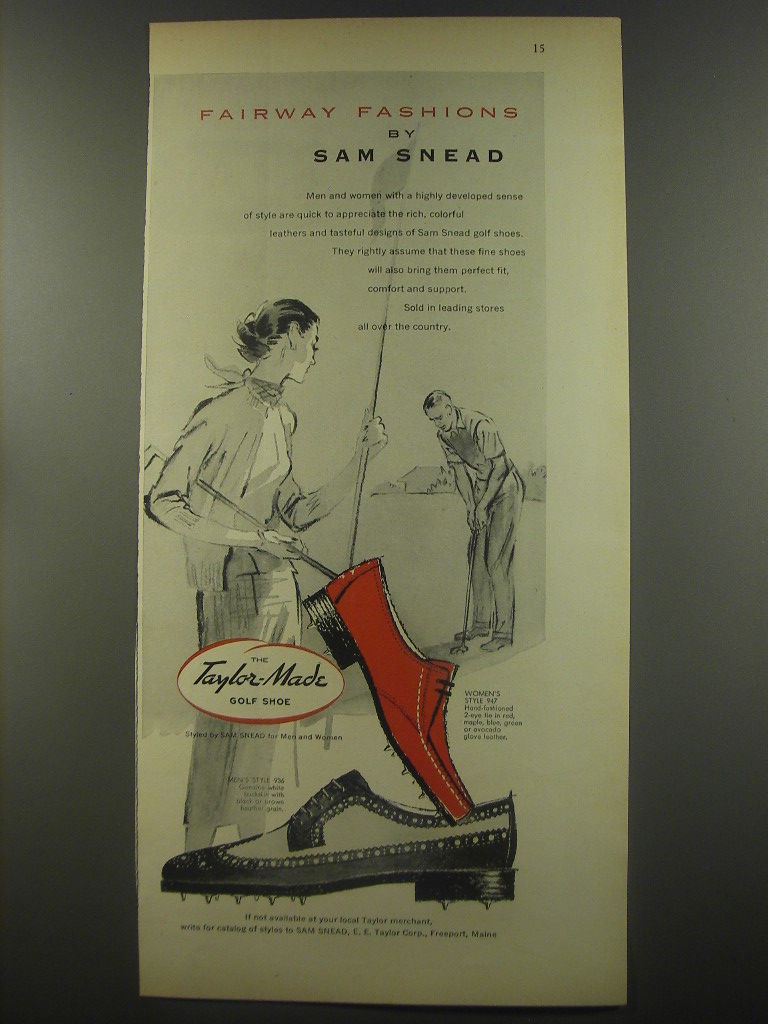 15
FAIRWAY FASHIONS
BY
SAM SNEAD
Men and women with a highly developed sense
of style are quick to appreciate the rich, colorful
leathers and tasteful designs of Sam Snead golf shoes.
They rightly assume that these fine shoes
will also bring them perfect fit,
comfort and support.
Sold in leading stores
all over the country.
THE
Taylor-Made
GOLF SHOE
Styled by SAM SNEAD for Men and Women
WOMEN'S
STYLE 947
Hand-fashioned
2-eye tie in red,
maple, blue, green
or avocado
glove leather.
MEN'S STYLE 936
Genuine white
buckskin with
black or brown
leather grain.
If not available at your local Taylor merchant,
write for catalog of styles to SAM SNEAD, E. E. Taylor Corp., Freeport, Maine